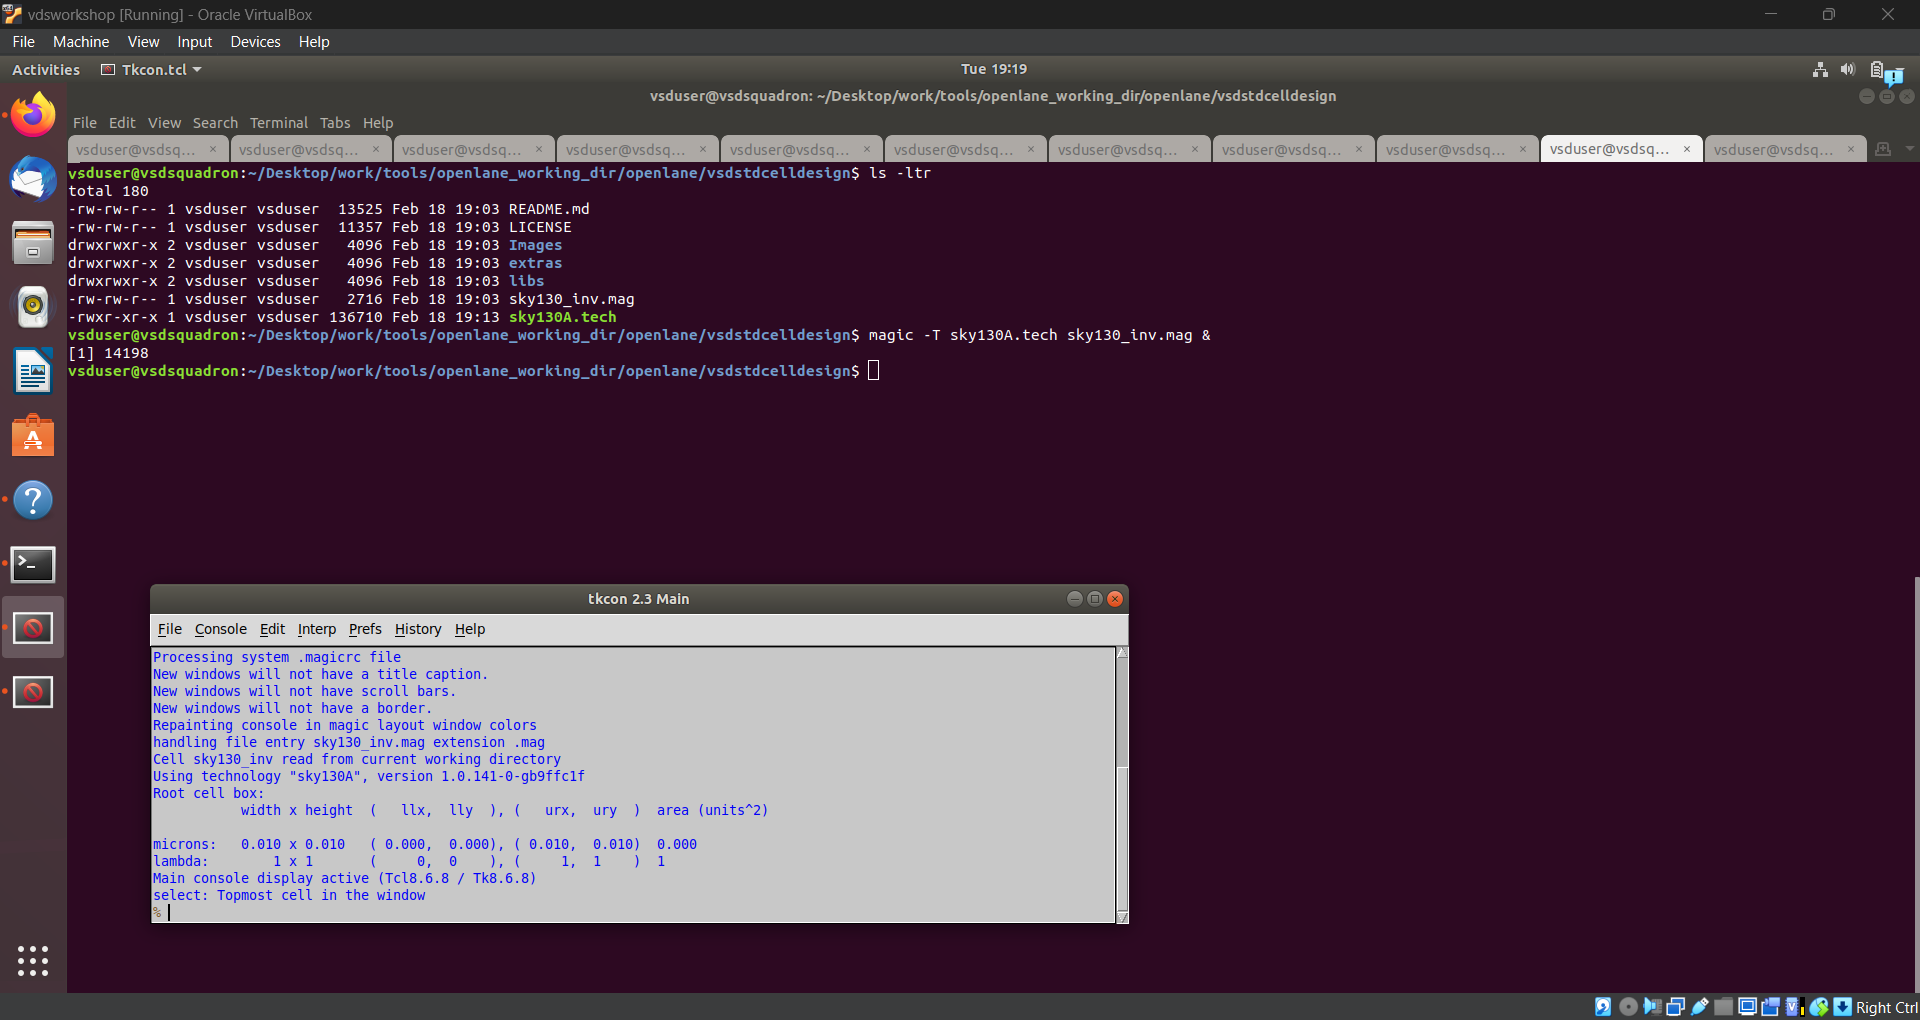 vdsworkshop [Running] - Oracle VirtualBox
File Machine View Input Devices Help
Activities Tkcon.tcl Tue 19:19
vsduser@vsdsquadron: ~/Desktop/work/tools/openlane_working_dir/openlane/vsdstdcelldesign
File Edit View Search Terminal Tabs Help
vsduser@vsdsq... × vsduser@vsdsq... × vsduser@vsdsq... × vsduser@vsdsq... × vsduser@vsdsq... × vsduser@vsdsq... × vsduser@vsdsq... × vsduser@vsdsq... × vsduser@vsdsq... × vsduser@vsdsq... × vsduser@vsdsq... ×
vsduser@vsdsquadron:~/Desktop/work/tools/openlane_working_dir/openlane/vsdstdcelldesign$ ls -ltr
total 180
-rw-rw-r-- 1 vsduser vsduser  13525 Feb 18 19:03 README.md
-rw-rw-r-- 1 vsduser vsduser  11357 Feb 18 19:03 LICENSE
drwxrwxr-x 2 vsduser vsduser   4096 Feb 18 19:03 Images
drwxrwxr-x 2 vsduser vsduser   4096 Feb 18 19:03 extras
drwxrwxr-x 2 vsduser vsduser   4096 Feb 18 19:03 libs
-rw-rw-r-- 1 vsduser vsduser   2716 Feb 18 19:03 sky130_inv.mag
-rwxr-xr-x 1 vsduser vsduser 136710 Feb 18 19:13 sky130A.tech
vsduser@vsdsquadron:~/Desktop/work/tools/openlane_working_dir/openlane/vsdstdcelldesign$ magic -T sky130A.tech sky130_inv.mag &
[1] 14198
vsduser@vsdsquadron:~/Desktop/work/tools/openlane_working_dir/openlane/vsdstdcelldesign$
tkcon 2.3 Main
File Console Edit Interp Prefs History Help
Processing system .magicrc file
New windows will not have a title caption.
New windows will not have scroll bars.
New windows will not have a border.
Repainting console in magic layout window colors
handling file entry sky130_inv.mag extension .mag
Cell sky130_inv read from current working directory
Using technology "sky130A", version 1.0.141-0-gb9ffc1f
Root cell box:
width x height  (   llx,  lly  ), (   urx,  ury  )  area (units^2)
microns:   0.010 x 0.010   ( 0.000,  0.000), ( 0.010,  0.010)  0.000
lambda:        1 x 1       (     0,  0    ), (     1,  1    )  1
Main console display active (Tcl8.6.8 / Tk8.6.8)
select: Topmost cell in the window
%
Right Ctrl